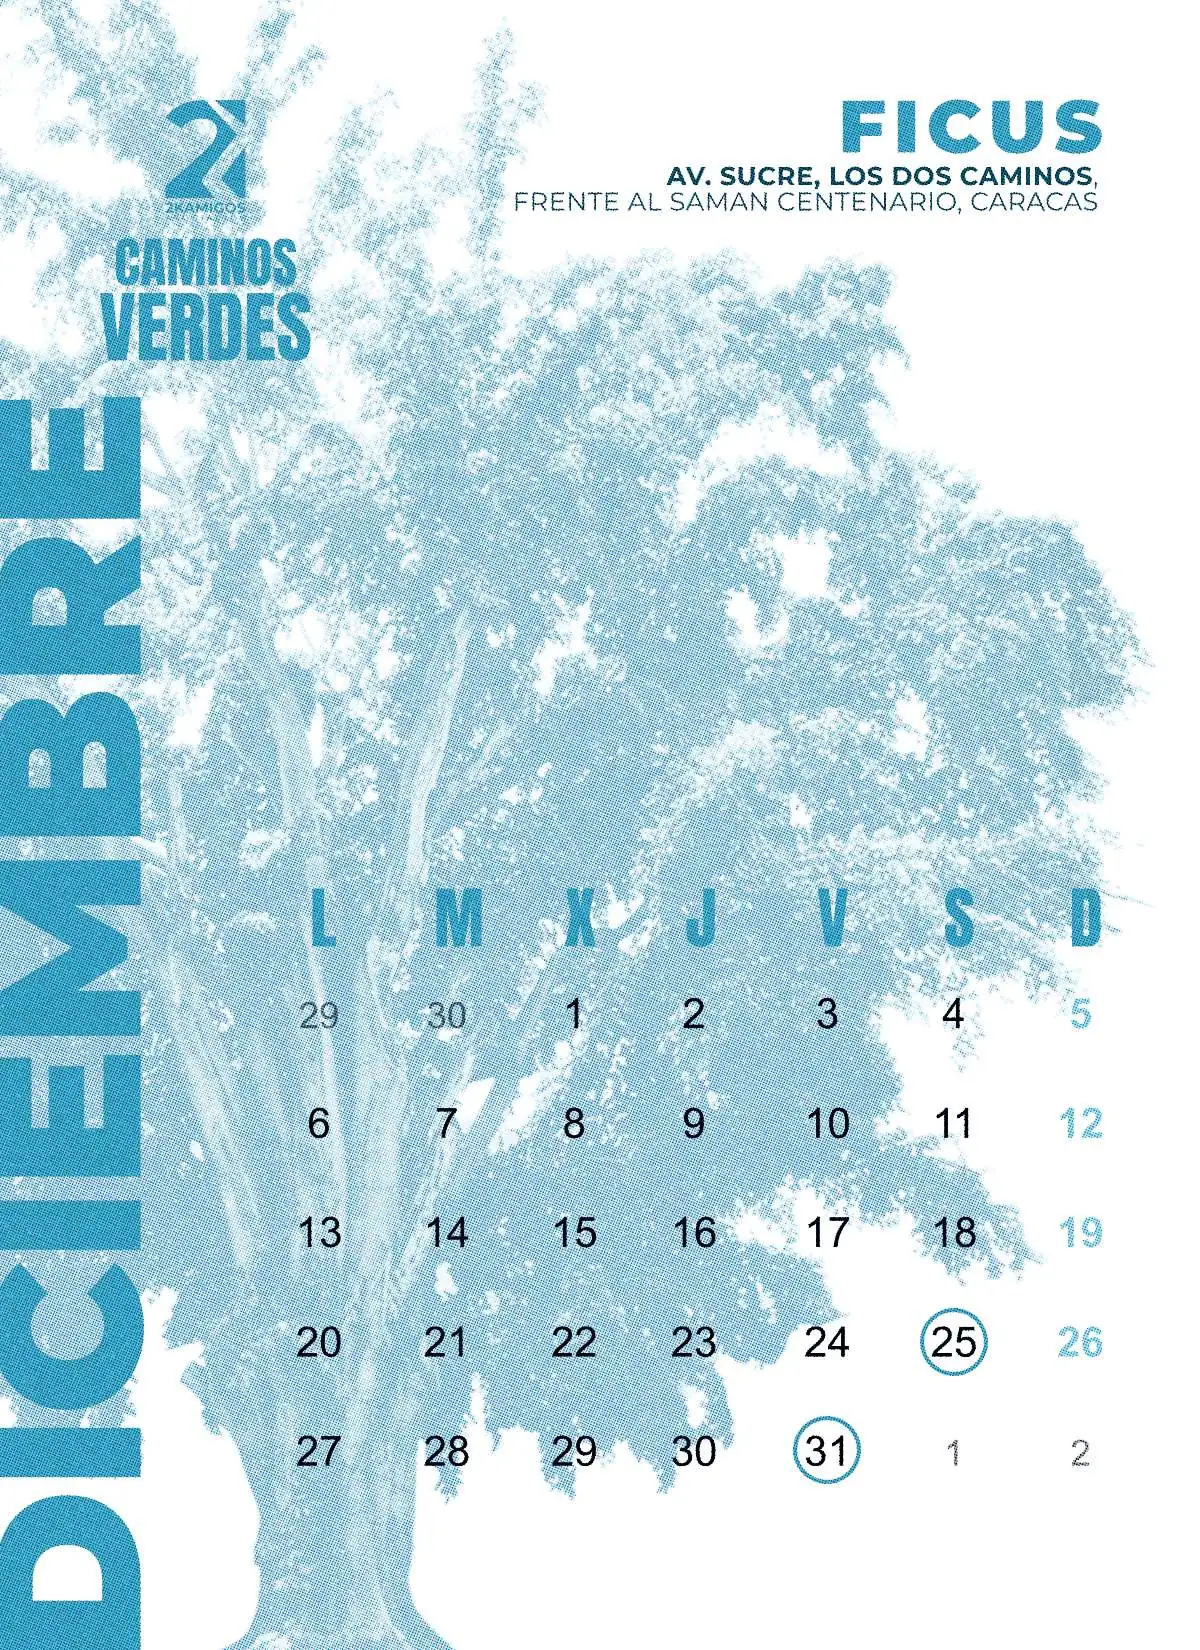 FICUS
AV. SUCRE, LOS DOS CAMINOS,
FRENTE AL SAMAN CENTENARIO, CARACAS
2RAMIGOS
CAMINOS
VERDES
DICIEMBRE
L M X J V S D
29 30 1 2 3 4 5
6 7 8 9 10 11 12
13 14 15 16 17 18 19
20 21 22 23 24 25 26
27 28 29 30 31 1 2